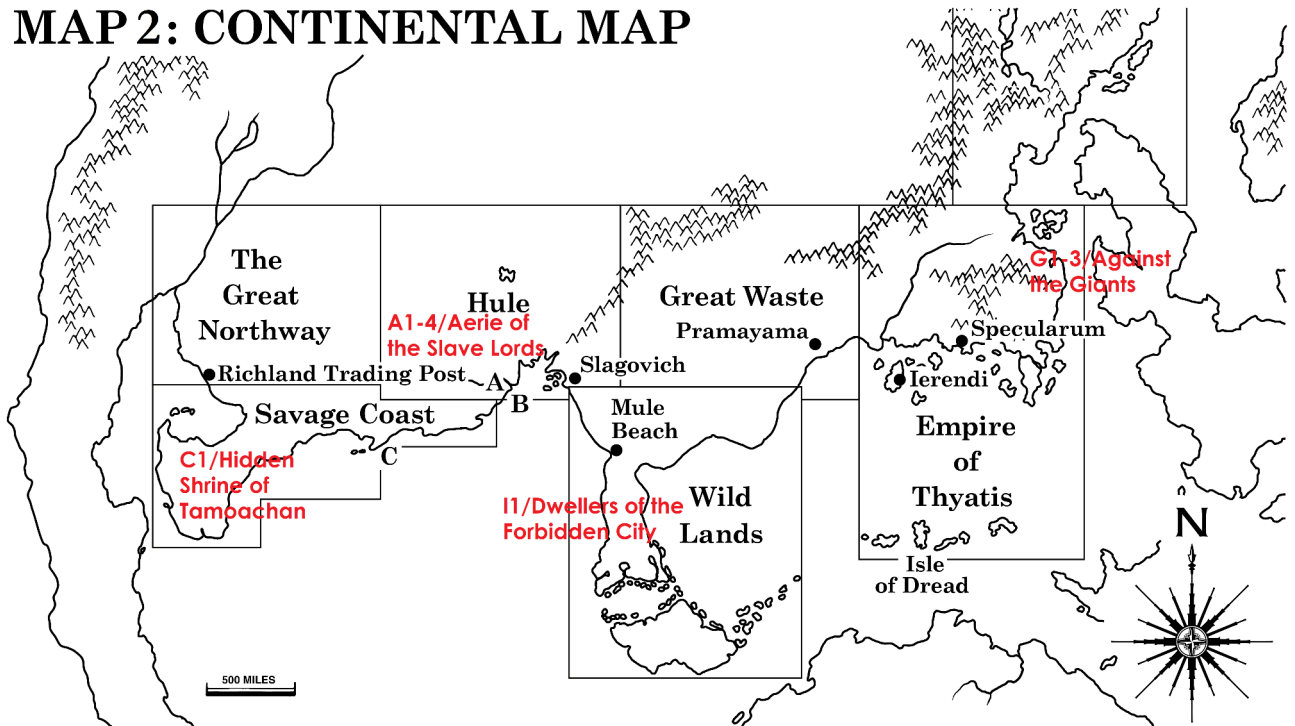 MAP 2: CONTINENTAL MAP
The
Great
Northway
Hule
A1-4/Aerie of
the Slave Lords
Great Waste
Pramayama
G1-3/Against
the Giants
Specularum
Slagovich
Ierendi
Richland Trading Post
A
B
Savage Coast
C
Mule
Beach
Empire
of
Thyatis
C1/Hidden
Shrine of
Tamoachan
I1/Dwellers of the
Forbidden City
Wild
Lands
Isle
of Dread
N
500 MILES